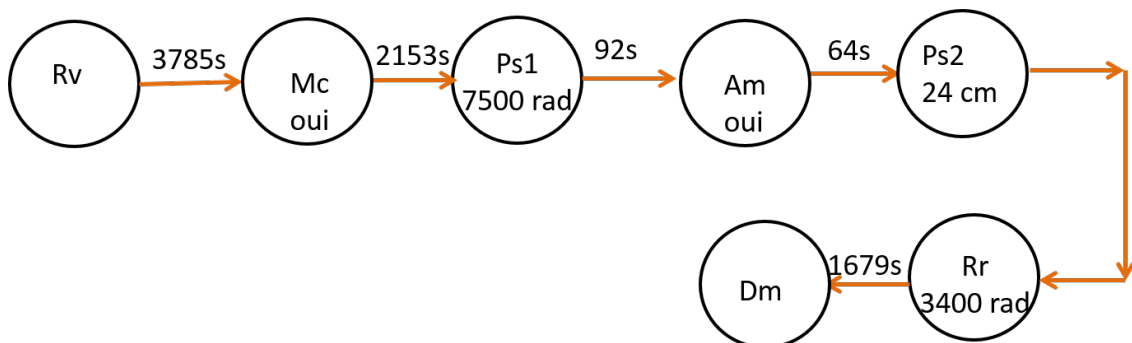 Rv
3785s
Mc
oui
2153s
Ps1
7500 rad
92s
Am
oui
64s
Ps2
24 cm
Rr
3400 rad
1679s
Dm